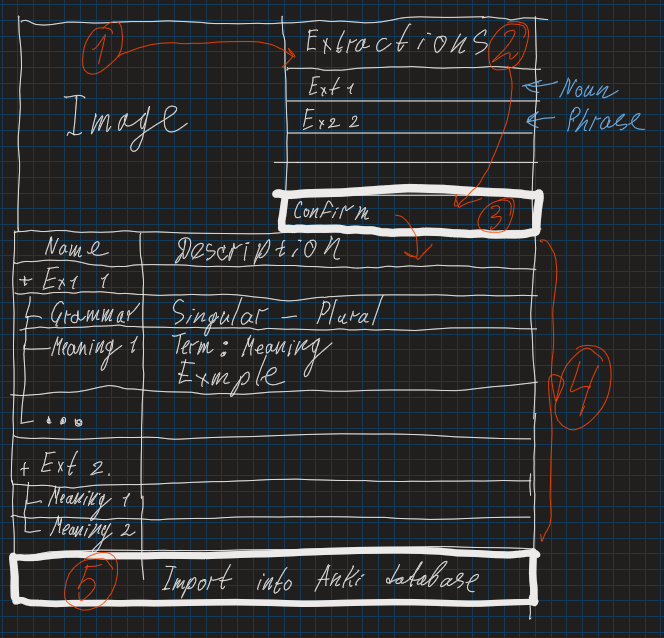 1
Extractions 2
Ext 1
Noun
Image
Ex2 2
Phrase
Confirm
3
Name
Description
+ Ext 1
Grammar
Singular - Plural
Meaning 1
Term: Meaning
Exmple
4
...
+ Ext 2.
Meaning 1
Meaning 2
5
Import into Anki database